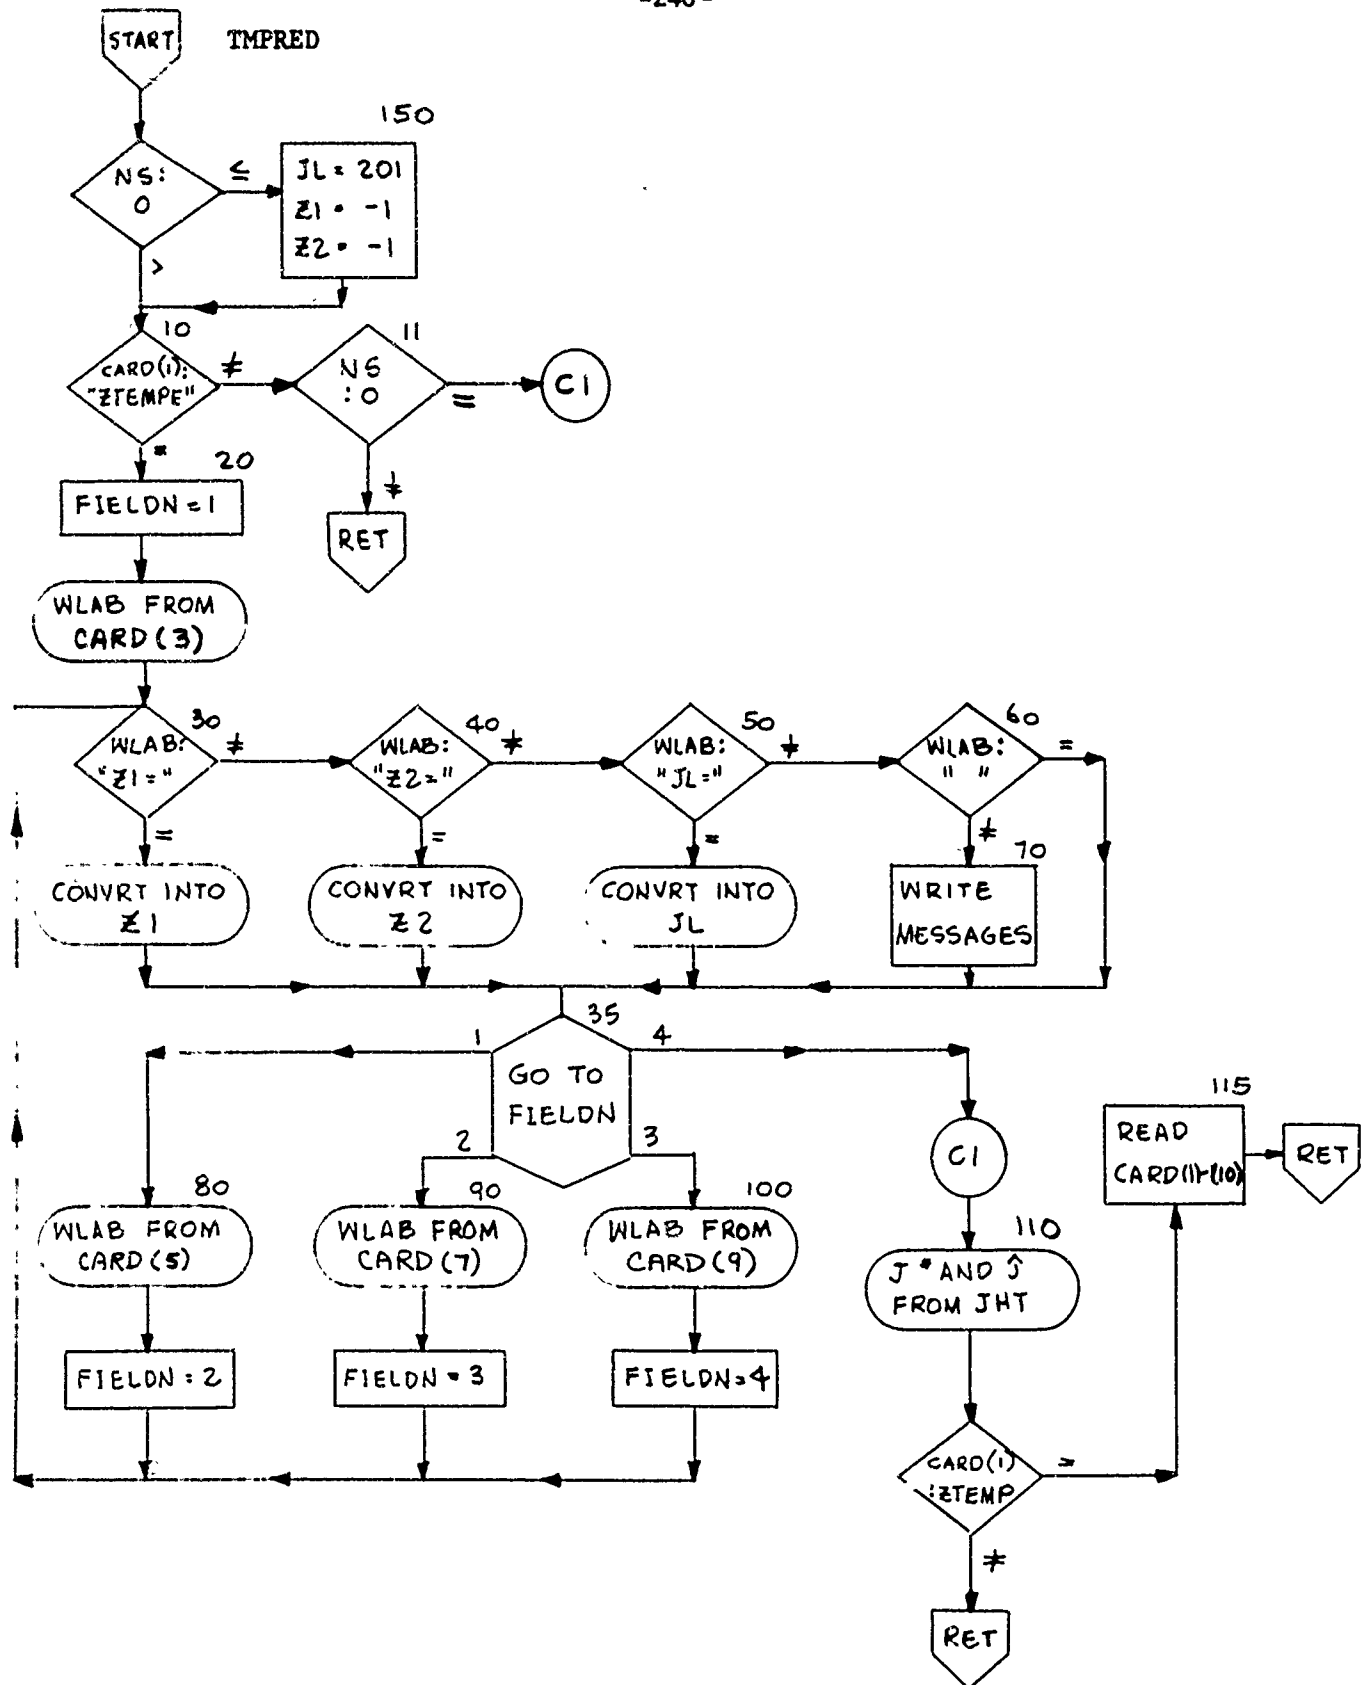 -240-
START TMPRED
150
NS:
0
≤
JL = 201
Z1 = -1
Z2 = -1
>
10
CARD(1):
"ZTEMPE"
≠
11
NS
:0
=
C1
=
20
≠
FIELDN = 1
RET
WLAB FROM
CARD(3)
30
WLAB:
"Z1="
≠
40
WLAB:
"Z2="
≠
50
WLAB:
"JL="
≠
60
WLAB:
" "
=
=
=
=
≠
70
CONVRT INTO
Z1
CONVRT INTO
Z2
CONVRT INTO
JL
WRITE
MESSAGES
35
1
4
GO TO
FIELDN
2
3
C1
115
READ
CARD(1)-(10)
RET
80
WLAB FROM
CARD(5)
90
WLAB FROM
CARD(7)
100
WLAB FROM
CARD(9)
110
J* AND Ĵ
FROM JHT
FIELDN = 2
FIELDN = 3
FIELDN = 4
CARD(1)
:ZTEMP
=
≠
RET